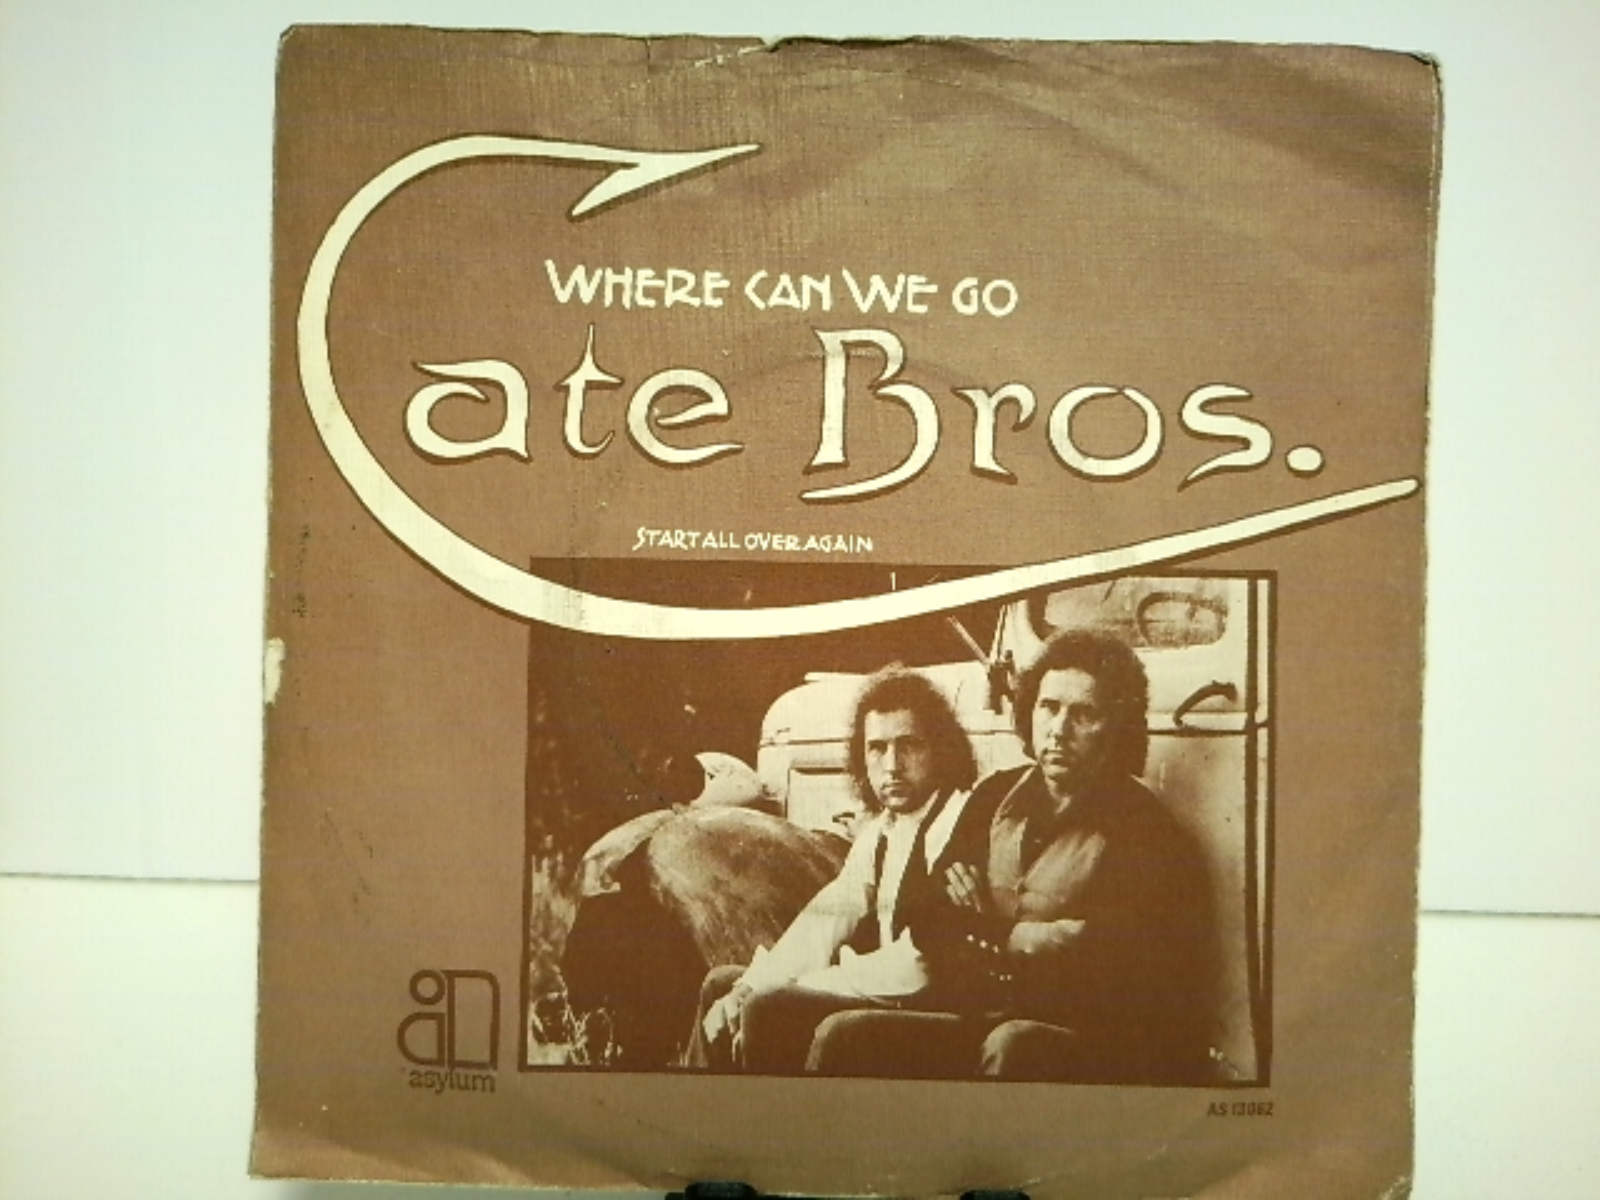 WHERE CAN WE GO
Cate Bros.
START ALL OVER AGAIN
asylum
AS 13062